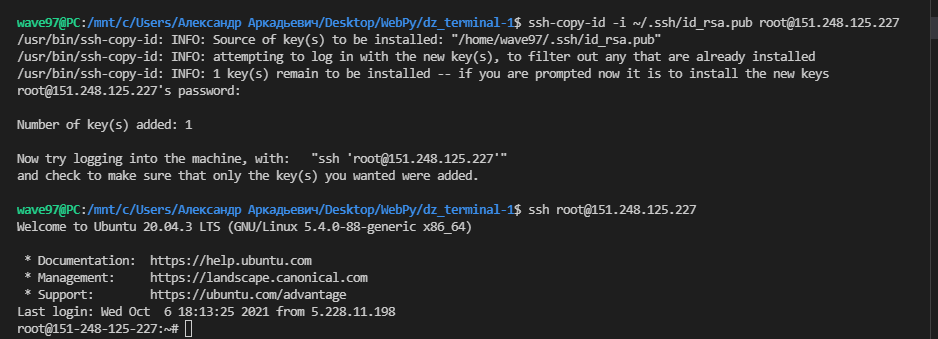 wave97@PC:/mnt/c/Users/Александр Аркадьевич/Desktop/WebPy/dz_terminal-1$ ssh-copy-id -i ~/.ssh/id_rsa.pub root@151.248.125.227
/usr/bin/ssh-copy-id: INFO: Source of key(s) to be installed: "/home/wave97/.ssh/id_rsa.pub"
/usr/bin/ssh-copy-id: INFO: attempting to log in with the new key(s), to filter out any that are already installed
/usr/bin/ssh-copy-id: INFO: 1 key(s) remain to be installed -- if you are prompted now it is to install the new keys
root@151.248.125.227's password:
Number of key(s) added: 1
Now try logging into the machine, with:   "ssh 'root@151.248.125.227'"
and check to make sure that only the key(s) you wanted were added.
wave97@PC:/mnt/c/Users/Александр Аркадьевич/Desktop/WebPy/dz_terminal-1$ ssh root@151.248.125.227
Welcome to Ubuntu 20.04.3 LTS (GNU/Linux 5.4.0-88-generic x86_64)
 * Documentation:  https://help.ubuntu.com
 * Management:     https://landscape.canonical.com
 * Support:        https://ubuntu.com/advantage
Last login: Wed Oct  6 18:13:25 2021 from 5.228.11.198
root@151-248-125-227:~#